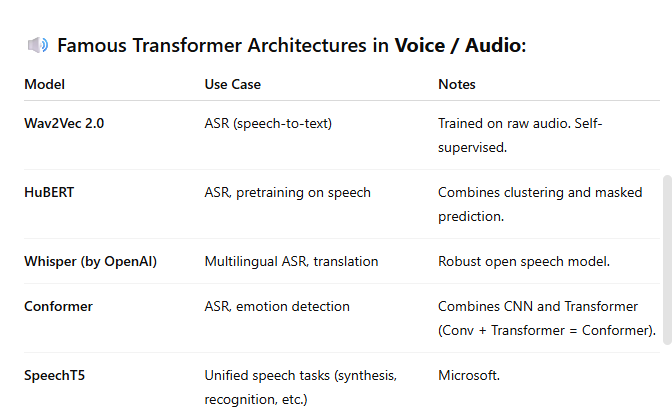 🔊 Famous Transformer Architectures in Voice / Audio:
Model Use Case Notes
Wav2Vec 2.0 ASR (speech-to-text) Trained on raw audio. Self-
supervised.
HuBERT ASR, pretraining on speech Combines clustering and masked
prediction.
Whisper (by OpenAI) Multilingual ASR, translation Robust open speech model.
Conformer ASR, emotion detection Combines CNN and Transformer
(Conv + Transformer = Conformer).
SpeechT5 Unified speech tasks (synthesis, Microsoft.
recognition, etc.)